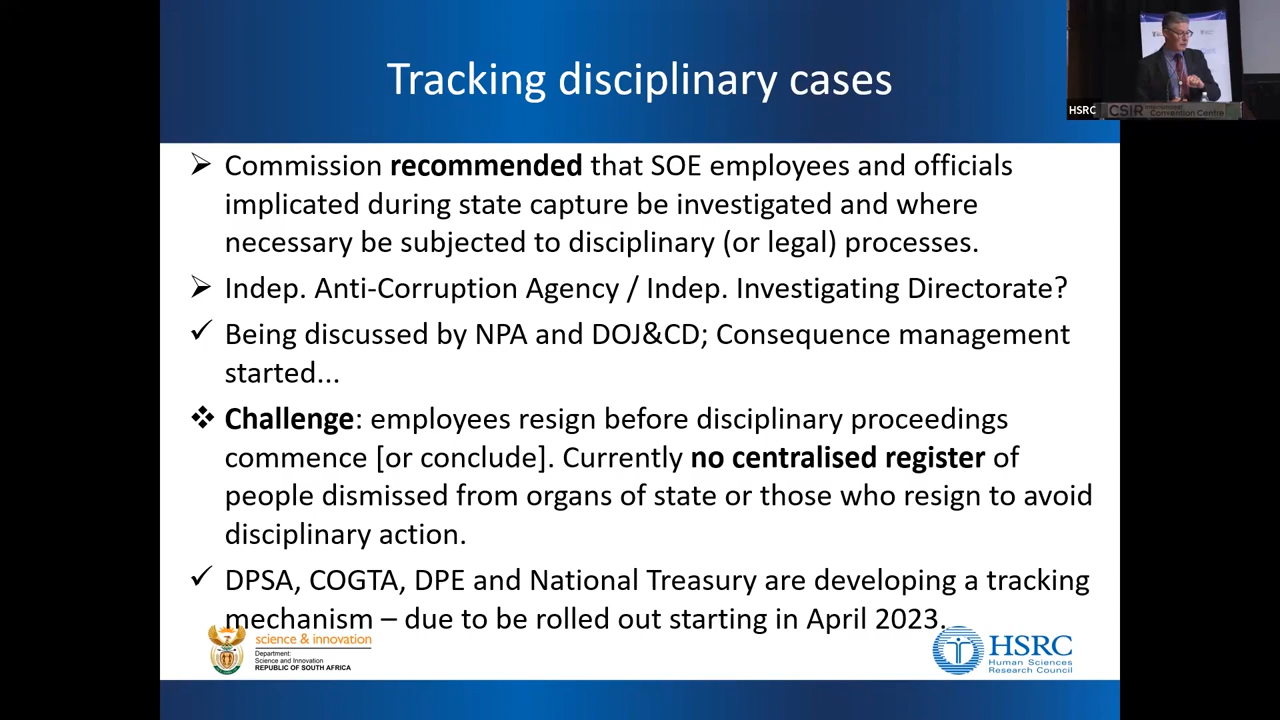 Tracking disciplinary cases
HSRC
CSIR
International
Convention Centre
Commission recommended that SOE employees and officials
implicated during state capture be investigated and where
necessary be subjected to disciplinary (or legal) processes.
Indep. Anti-Corruption Agency / Indep. Investigating Directorate?
Being discussed by NPA and DOJ&CD; Consequence management
started...
Challenge: employees resign before disciplinary proceedings
commence [or conclude]. Currently no centralised register of
people dismissed from organs of state or those who resign to avoid
disciplinary action.
DPSA, COGTA, DPE and National Treasury are developing a tracking
mechanism – due to be rolled out starting in April 2023.
science & innovation
Department:
Science and Innovation
REPUBLIC OF SOUTH AFRICA
HSRC
Human Sciences
Research Council